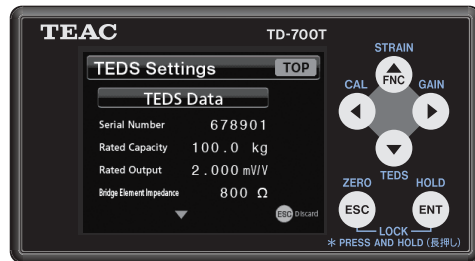 TEAC TD-700T
TEDS Settings TOP
TEDS Data
Serial Number 678901
Rated Capacity 100.0 kg
Rated Output 2.000 mV/V
Bridge Element Impedance 800 Ω
ESC Discard
STRAIN
FNC
CAL GAIN
TEDS
ZERO HOLD
ESC ENT
LOCK
* PRESS AND HOLD (長押し)